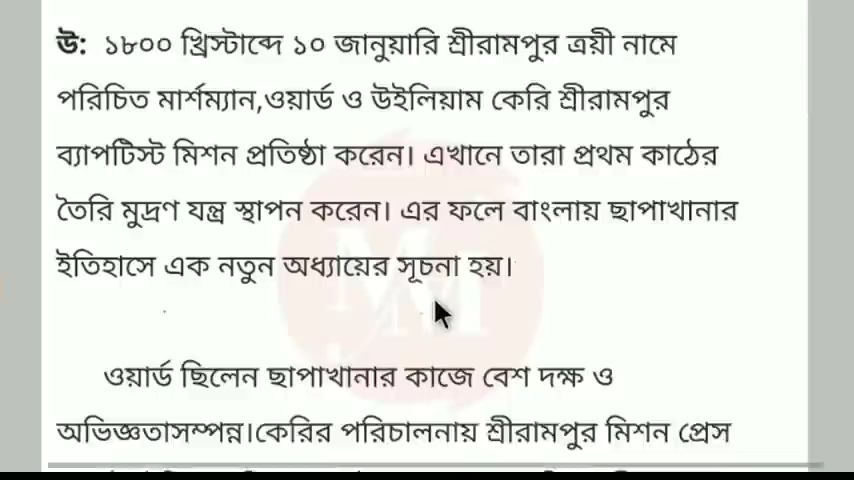 উ: ১৮০০ খ্রিস্টাব্দে ১০ জানুয়ারি শ্রীরামপুর ত্রয়ী নামে
পরিচিত মার্শম্যান,ওয়ার্ড ও উইলিয়াম কেরি শ্রীরামপুর
ব্যাপটিস্ট মিশন প্রতিষ্ঠা করেন। এখানে তারা প্রথম কাঠের
তৈরি মুদ্রণ যন্ত্র স্থাপন করেন। এর ফলে বাংলায় ছাপাখানার
ইতিহাসে এক নতুন অধ্যায়ের সূচনা হয়।
ওয়ার্ড ছিলেন ছাপাখানার কাজে বেশ দক্ষ ও
অভিজ্ঞতাসম্পন্ন।কেরির পরিচালনায় শ্রীরামপুর মিশন প্রেস